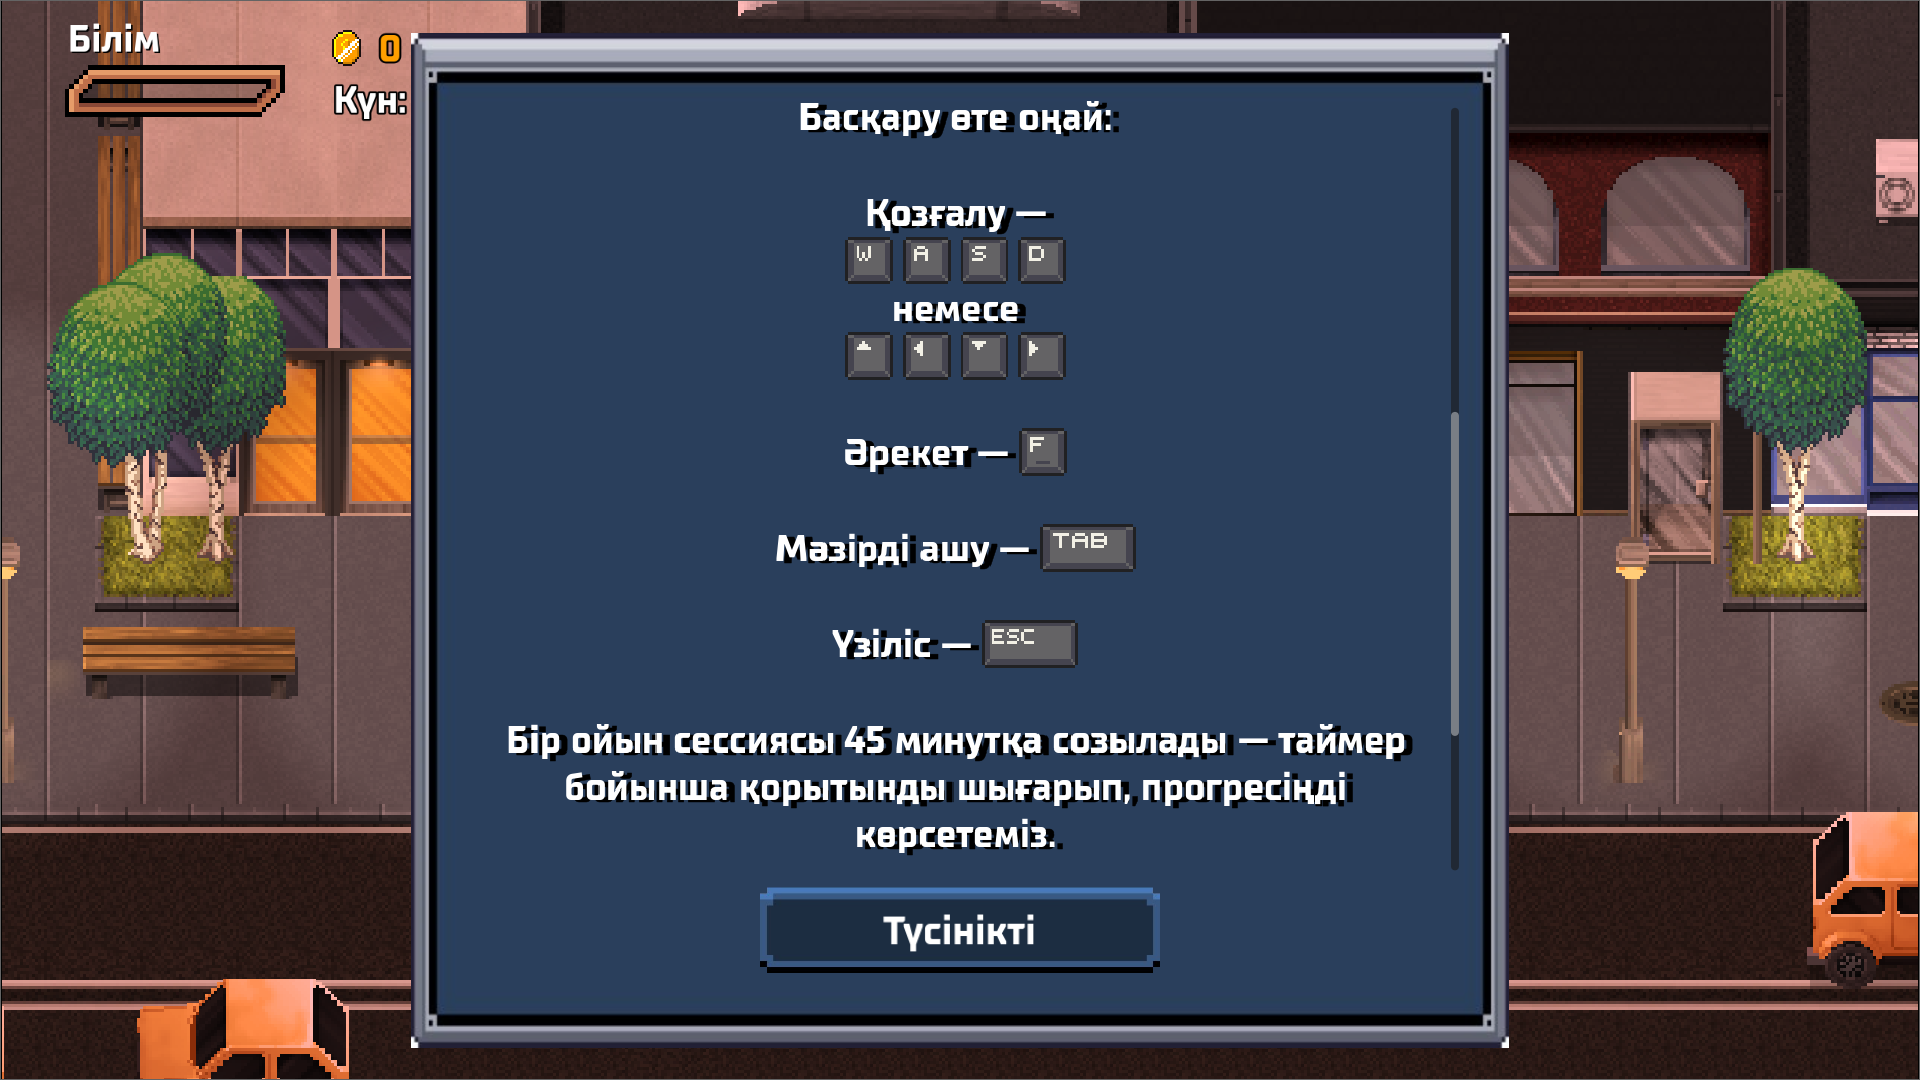 Білім
0
Күн:
Басқару өте оңай:
Қозғалу —
W A S D
немесе
Әрекет — F
Мәзірді ашу — TAB
Үзіліс — ESC
Бір ойын сессиясы 45 минутқа созылады — таймер
бойынша қорытынды шығарып, прогресіңді
көрсетеміз.
Түсінікті